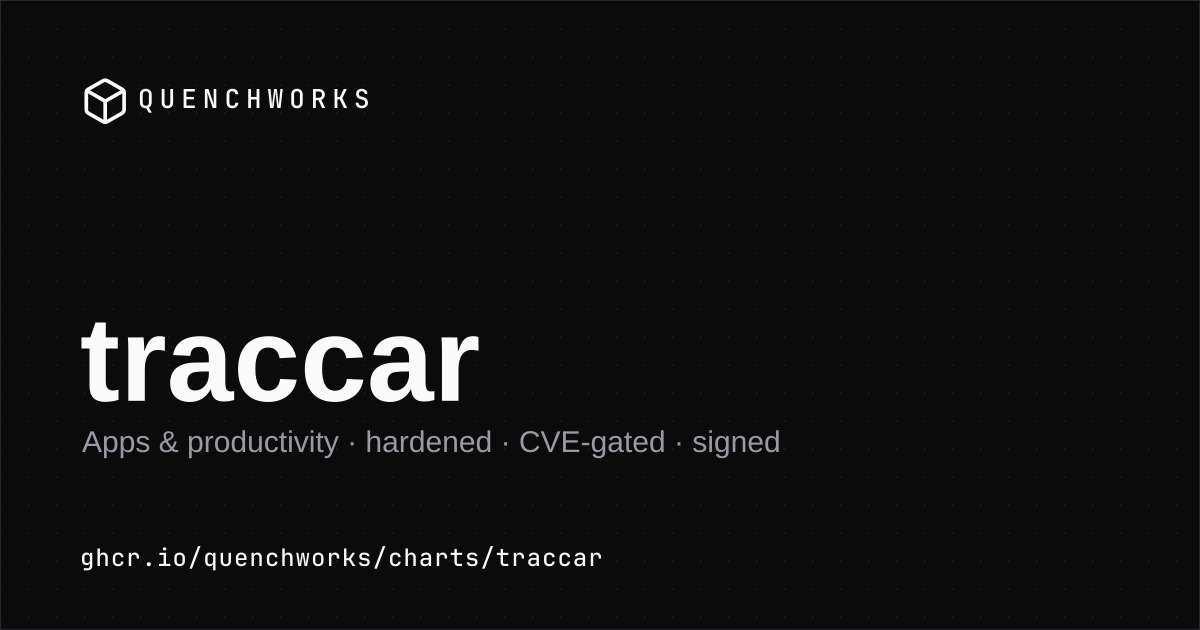 QUENCHWORKS
traccar
Apps & productivity · hardened · CVE-gated · signed
ghcr.io/quenchworks/charts/traccar